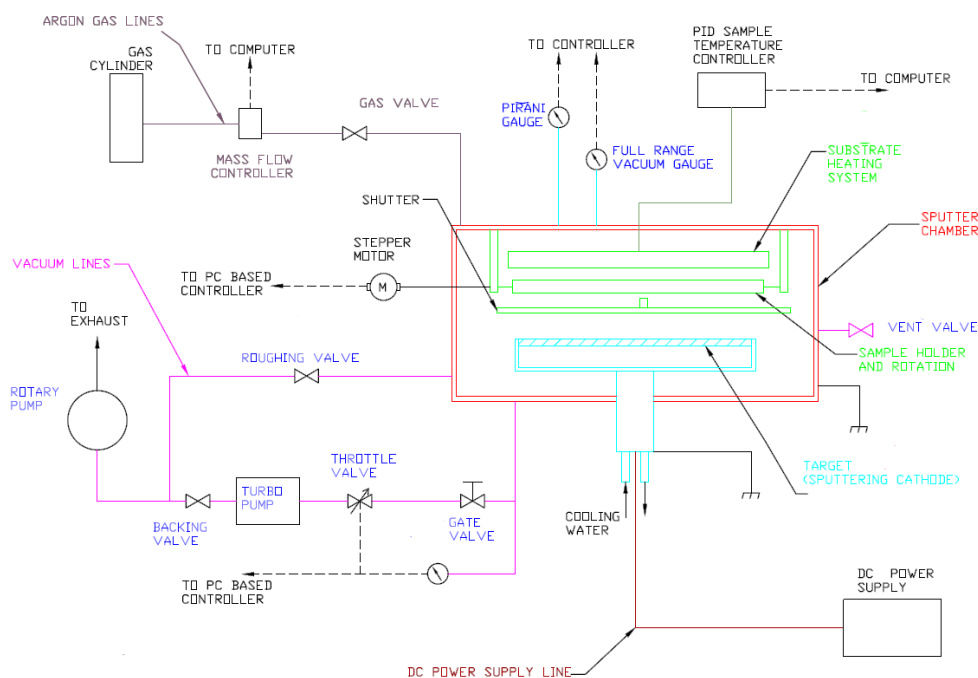 ARGON GAS LINES
GAS
CYLINDER
TO COMPUTER
GAS VALVE
MASS FLOW
CONTROLLER
TO CONTROLLER
PIRANI
GAUGE
FULL RANGE
VACUUM GAUGE
PID SAMPLE
TEMPERATURE
CONTROLLER
TO COMPUTER
SUBSTRATE
HEATING
SYSTEM
SHUTTER
SPUTTER
CHAMBER
STEPPER
MOTOR
M
VACUUM LINES
TO PC BASED
CONTROLLER
TO
EXHAUST
ROUGHING VALVE
VENT VALVE
SAMPLE HOLDER
AND ROTATION
ROTARY
PUMP
THROTTLE
VALVE
TURBO
PUMP
BACKING
VALVE
GATE
VALVE
TARGET
(SPUTTERING CATHODE)
COOLING
WATER
TO PC BASED
CONTROLLER
DC POWER
SUPPLY
DC POWER SUPPLY LINE